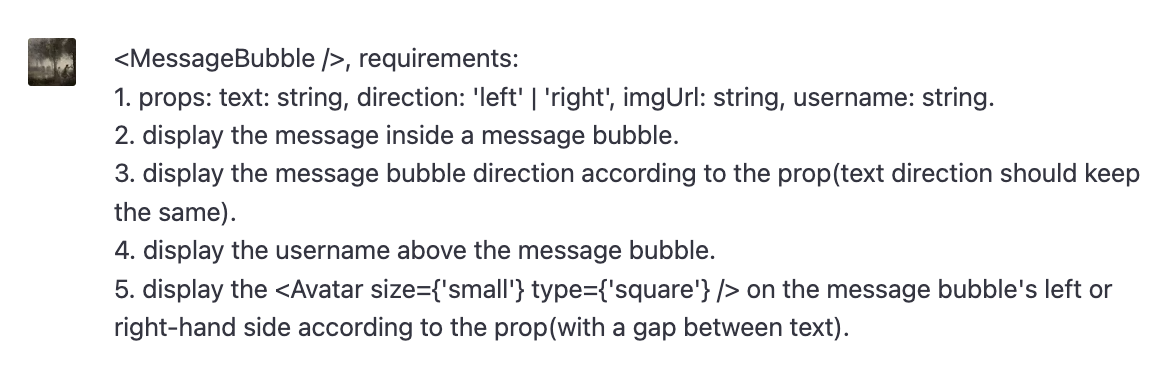 <MessageBubble />, requirements:
1. props: text: string, direction: 'left' | 'right', imgUrl: string, username: string.
2. display the message inside a message bubble.
3. display the message bubble direction according to the prop(text direction should keep
the same).
4. display the username above the message bubble.
5. display the <Avatar size={'small'} type={'square'} /> on the message bubble's left or
right-hand side according to the prop(with a gap between text).